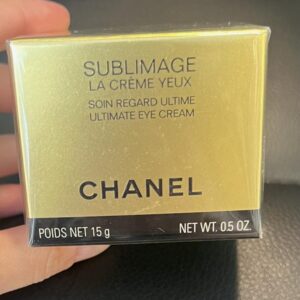 SUBLIMAGE
LA CRÈME YEUX
SOIN REGARD ULTIME
ULTIMATE EYE CREAM
CHANEL
POIDS NET 15 g NET WT. 0.5 OZ.